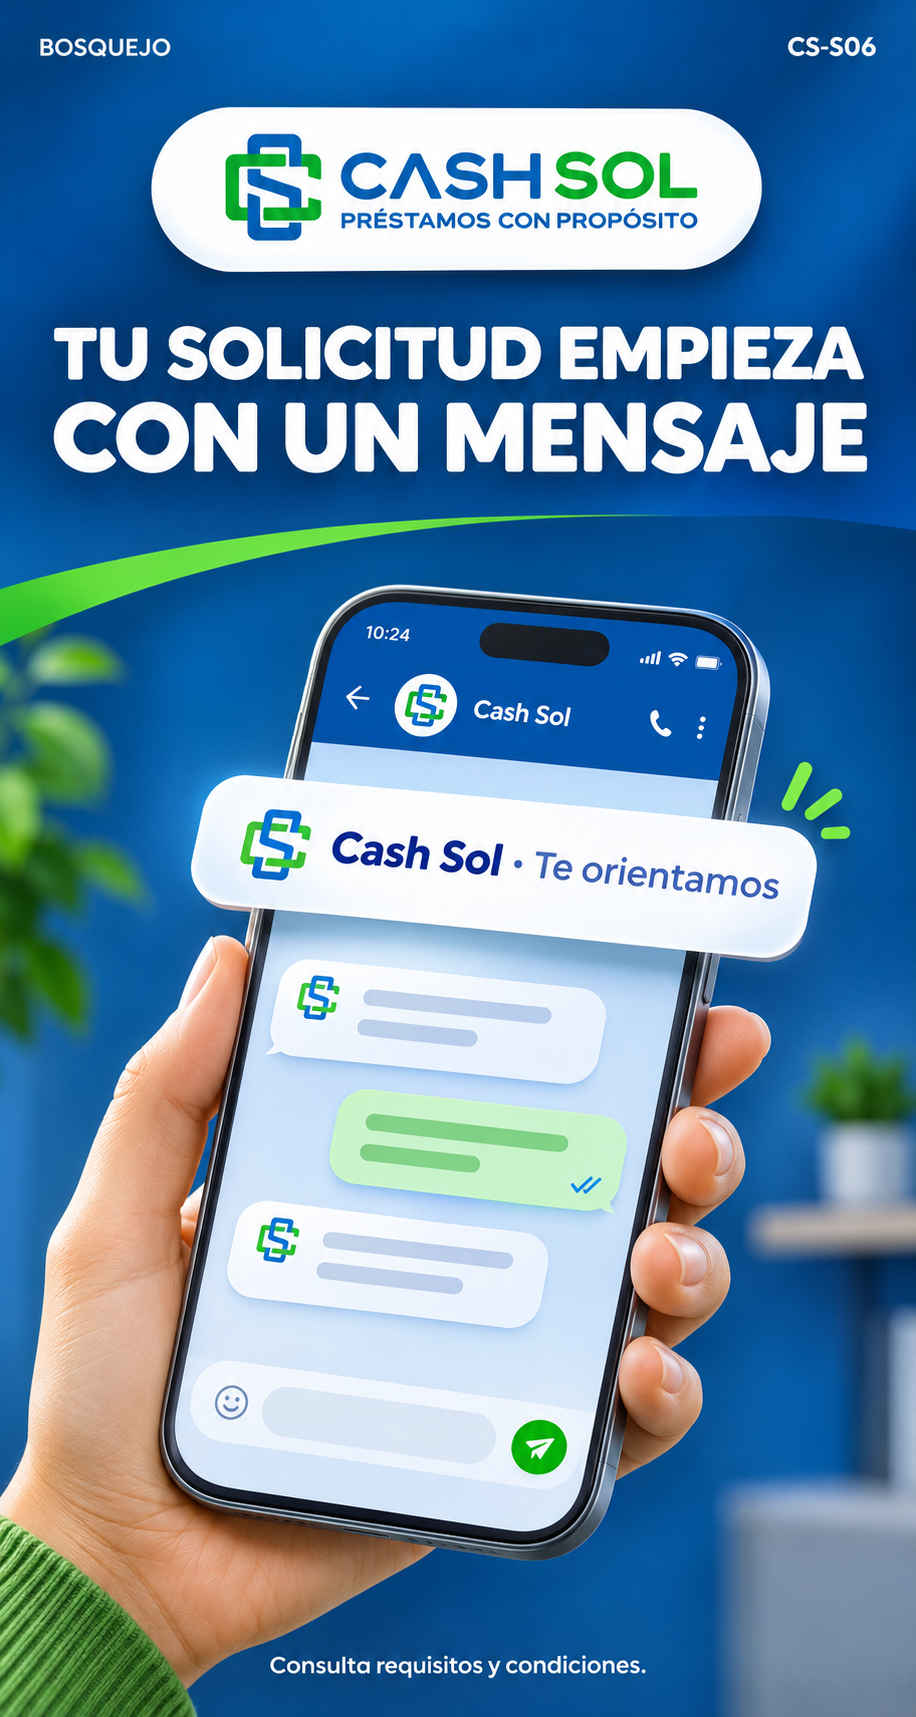 BOSQUEJO
CS-S06
CASH SOL
PRÉSTAMOS CON PROPÓSITO
TU SOLICITUD EMPIEZA
CON UN MENSAJE
10:24
Cash Sol
Cash Sol • Te orientamos
Consulta requisitos y condiciones.